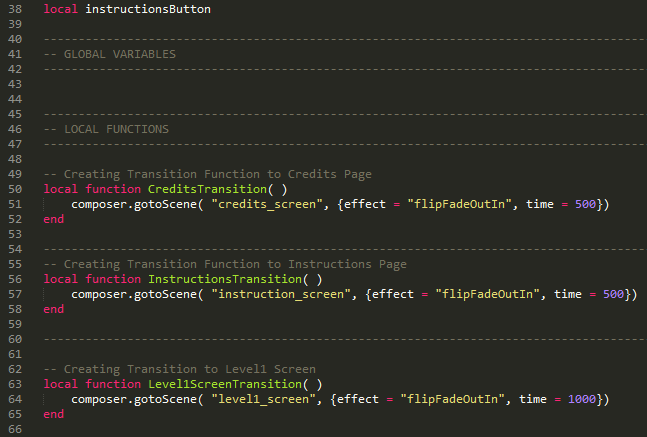 38 local instructionsButton
39
40 --------------------------------------------------------------------------------------
41 -- GLOBAL VARIABLES
42 --------------------------------------------------------------------------------------
43
44
45 --------------------------------------------------------------------------------------
46 -- LOCAL FUNCTIONS
47 --------------------------------------------------------------------------------------
48
49 -- Creating Transition Function to Credits Page
50 local function CreditsTransition( )
51     composer.gotoScene( "credits_screen", {effect = "flipFadeOutIn", time = 500})
52 end
53
54 --------------------------------------------------------------------------------------
55 -- Creating Transition Function to Instructions Page
56 local function InstructionsTransition( )
57     composer.gotoScene( "instruction_screen", {effect = "flipFadeOutIn", time = 500})
58 end
59
60 --------------------------------------------------------------------------------------
61
62 -- Creating Transition to Level1 Screen
63 local function Level1ScreenTransition( )
64     composer.gotoScene( "level1_screen", {effect = "flipFadeOutIn", time = 1000})
65 end
66